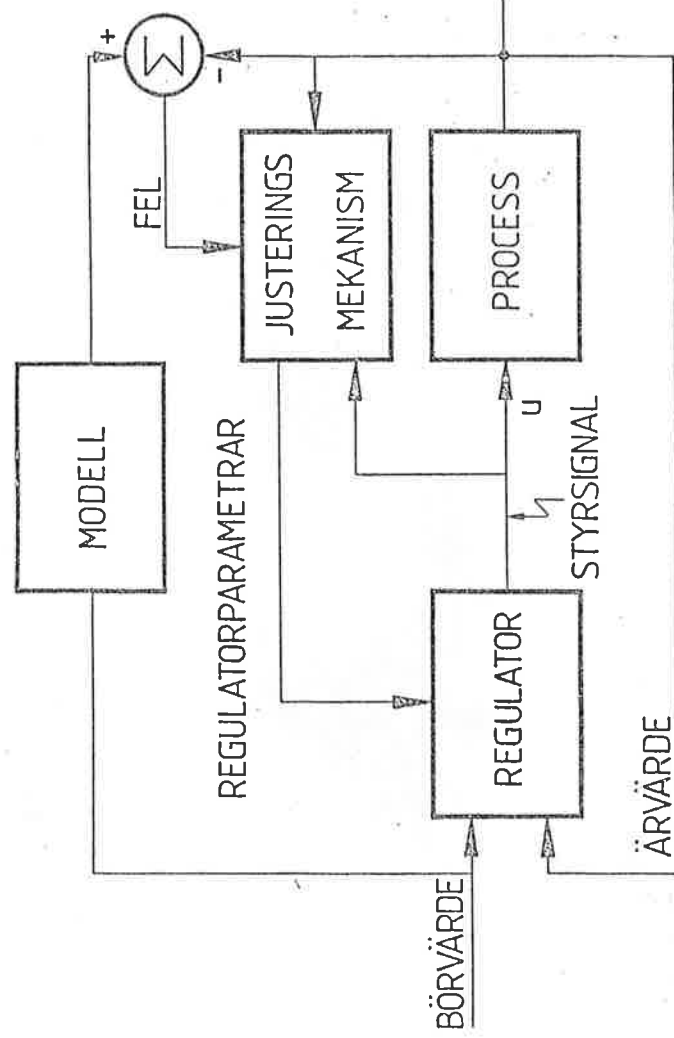 MODELL
+
Σ
-
FEL
REGULATORPARAMETRAR
JUSTERINGS
MEKANISM
BÖRVÄRDE
REGULATOR
STYRSIGNAL
u
PROCESS
ÄRVÄRDE